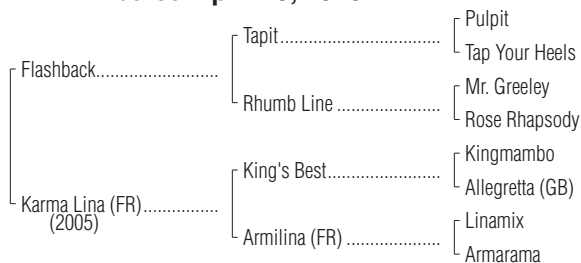 Pulpit
Tapit
Tap Your Heels
Flashback
Mr. Greeley
Rhumb Line
Rose Rhapsody
Kingmambo
King's Best
Allegretta (GB)
Karma Lina (FR)
(2005)
Linamix
Armilina (FR)
Armarama